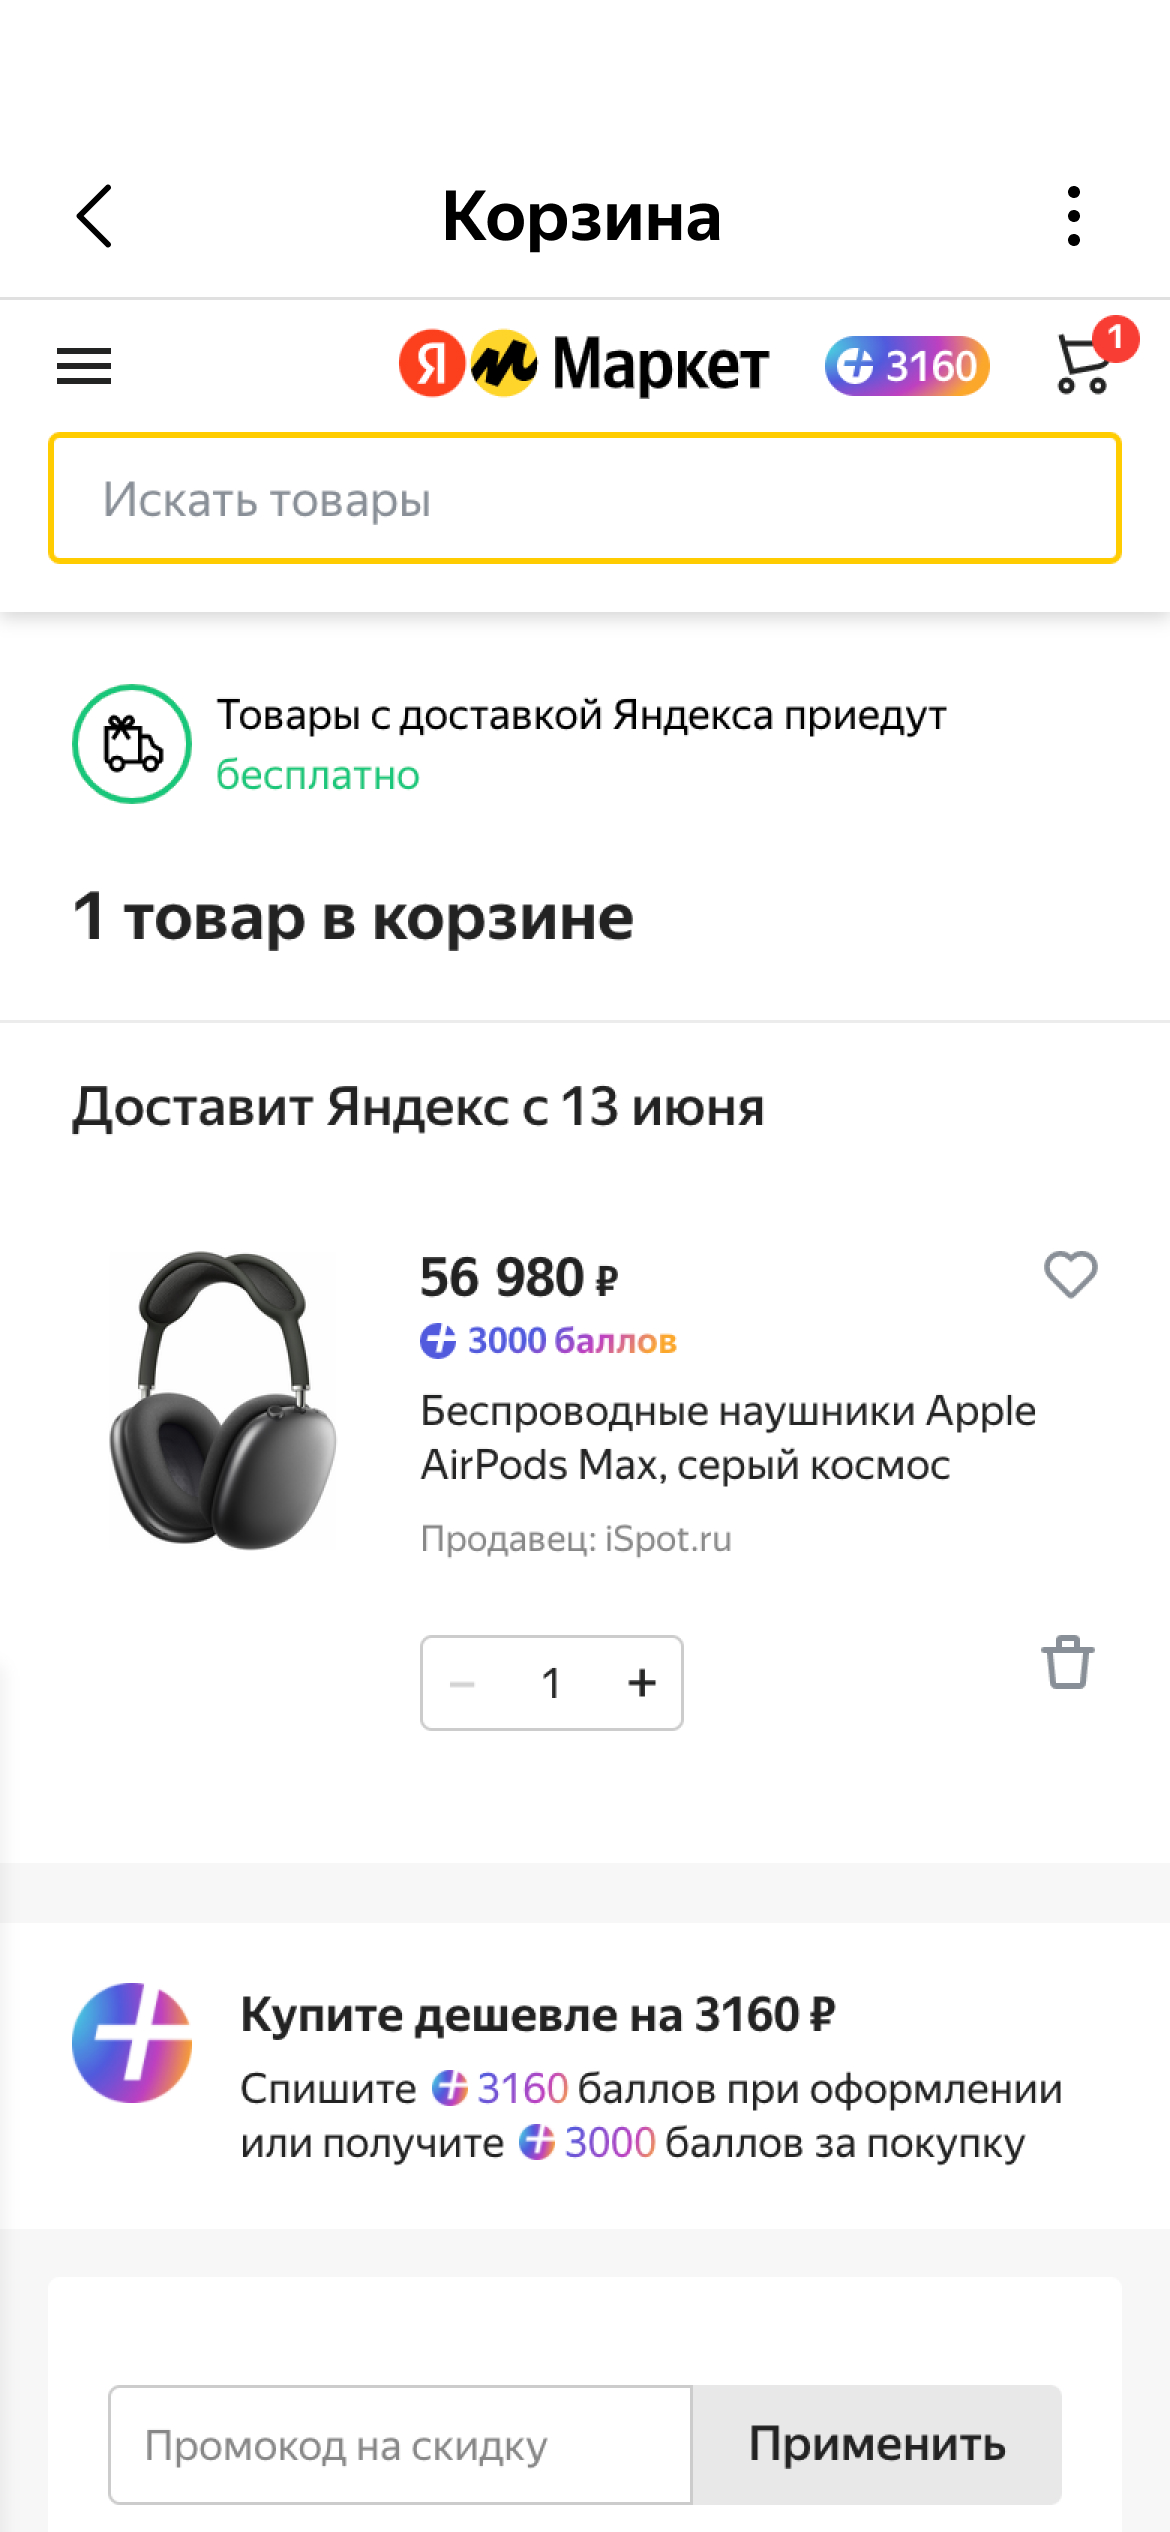 Корзина
Я м Маркет
3160
1
Искать товары
Товары с доставкой Яндекса приедут
бесплатно
1 товар в корзине
Доставит Яндекс с 13 июня
56 980 ₽
3000 баллов
Беспроводные наушники Apple
AirPods Max, серый космос
Продавец: iSpot.ru
− 1 +
Купите дешевле на 3160 ₽
Спишите 3160 баллов при оформлении
или получите 3000 баллов за покупку
Промокод на скидку
Применить